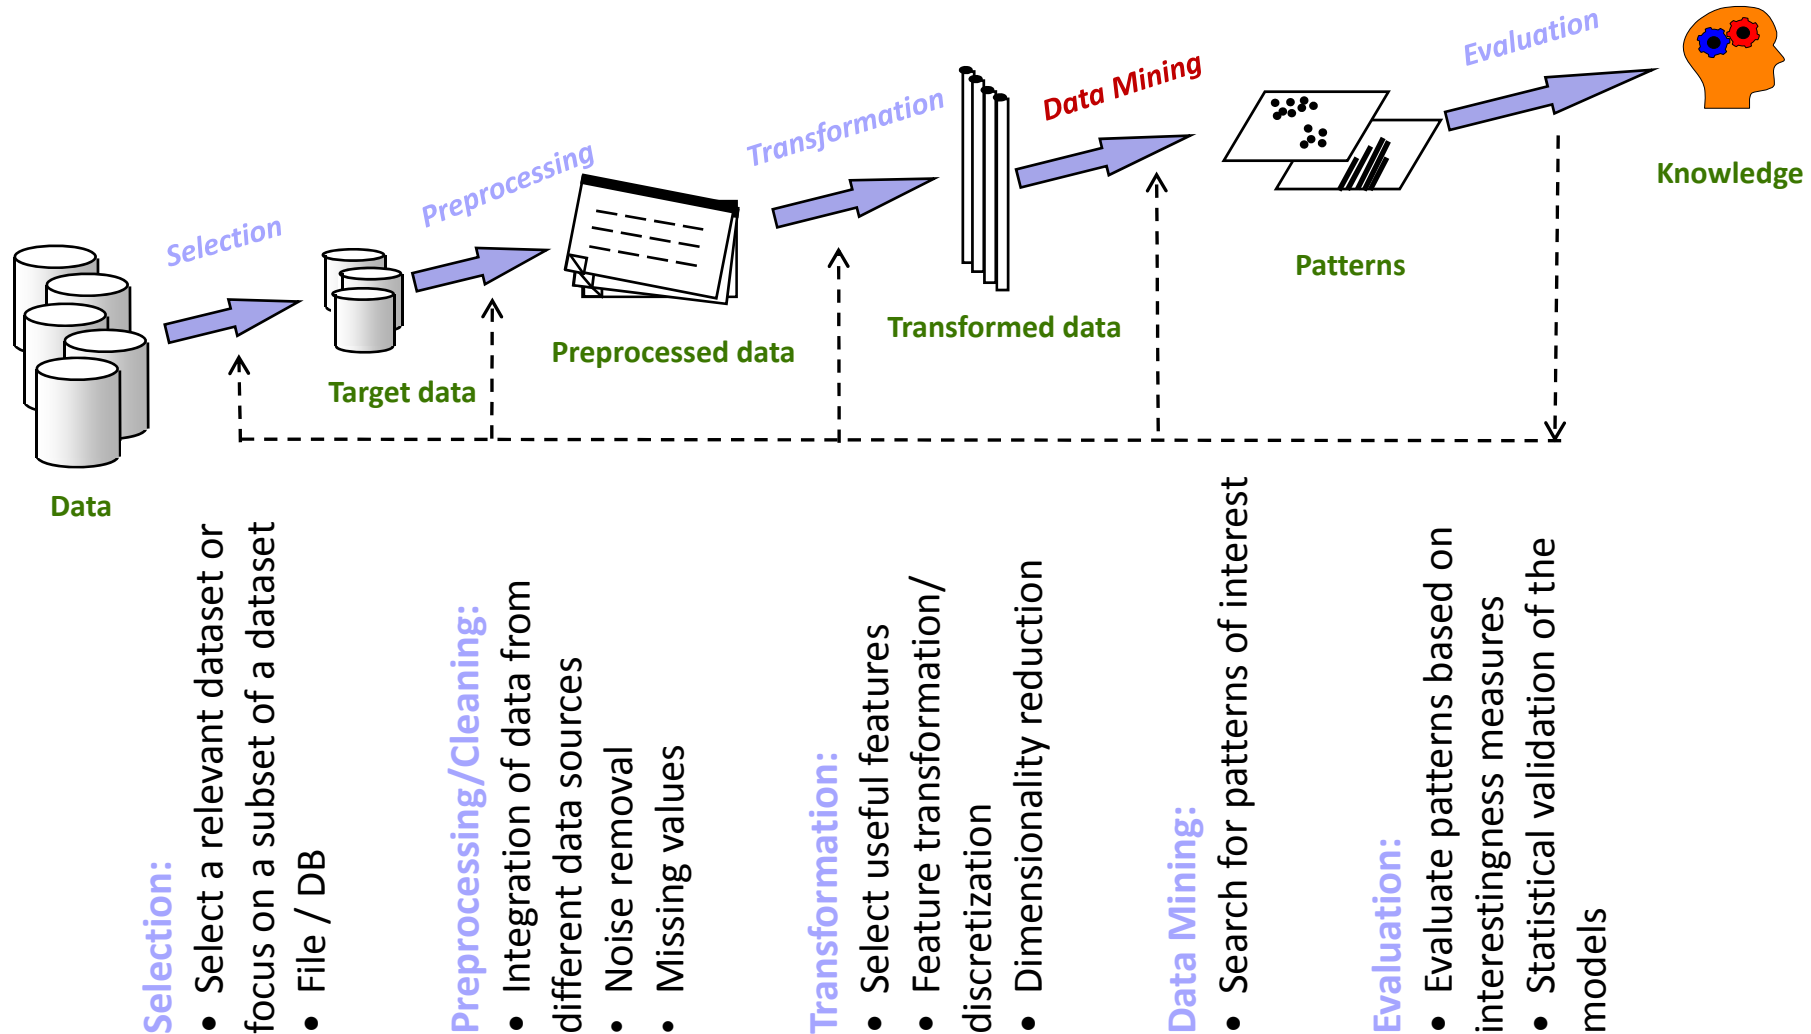 Selection
Preprocessing
Transformation
Data Mining
Evaluation
Data
Target data
Preprocessed data
Transformed data
Patterns
Knowledge
Selection:
• Select a relevant dataset or
focus on a subset of a dataset
• File / DB
Preprocessing/Cleaning:
• Integration of data from
different data sources
• Noise removal
• Missing values
Transformation:
• Select useful features
• Feature transformation/
discretization
• Dimensionality reduction
Data Mining:
• Search for patterns of interest
Evaluation:
• Evaluate patterns based on
interestingness measures
• Statistical validation of the
models